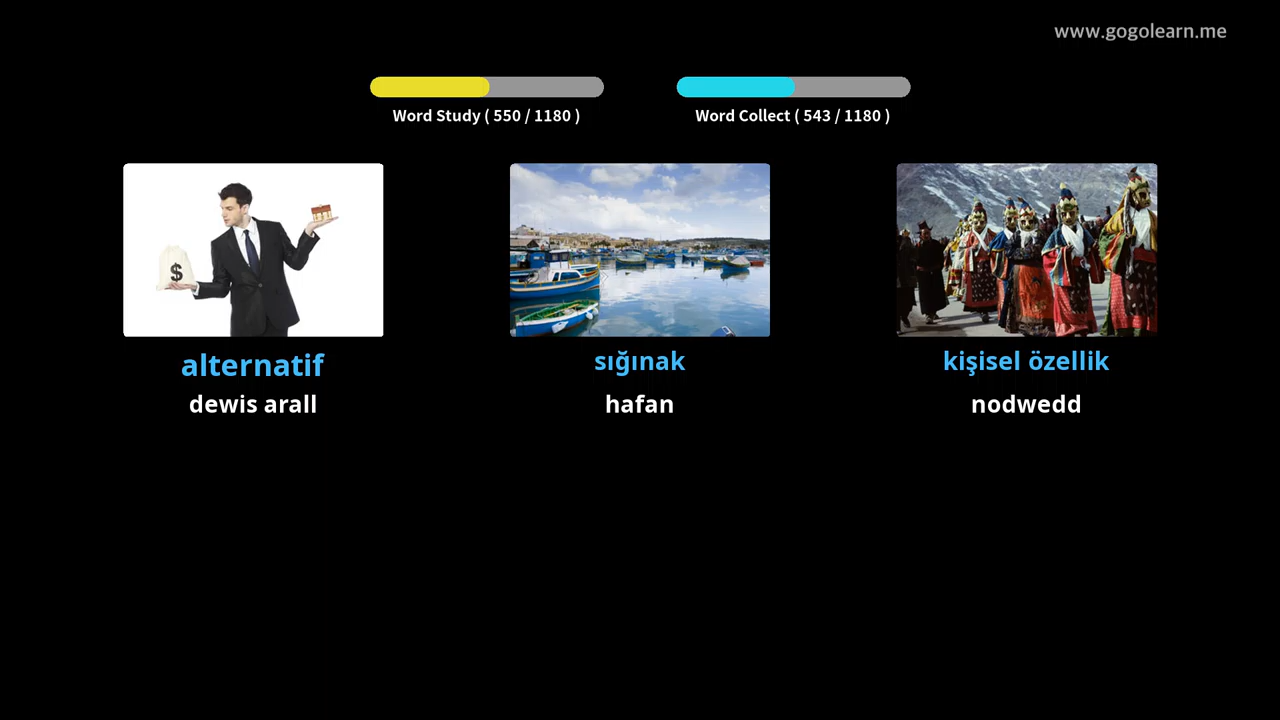 www.gogolearn.me
Word Study ( 550 / 1180 )
Word Collect ( 543 / 1180 )
$
alternatif
sığınak
kişisel özellik
dewis arall
hafan
nodwedd